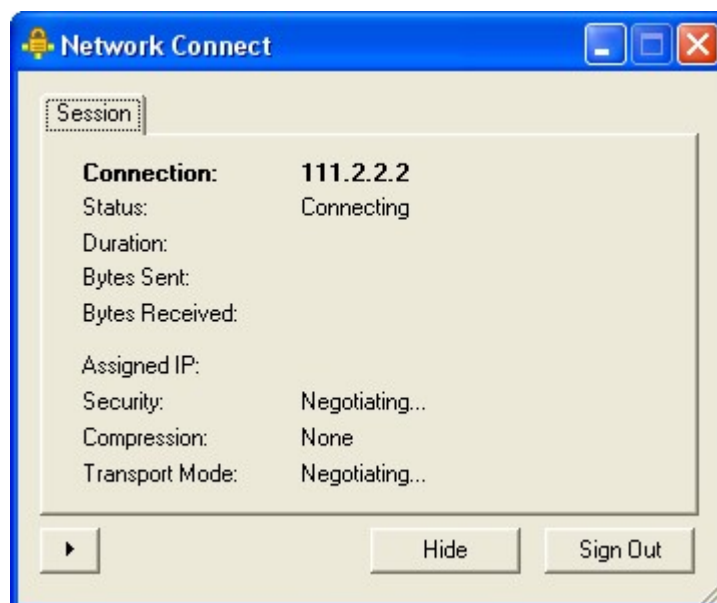 Network Connect
Session
Connection: 111.2.2.2
Status: Connecting
Duration:
Bytes Sent:
Bytes Received:
Assigned IP:
Security: Negotiating...
Compression: None
Transport Mode: Negotiating...
Hide Sign Out